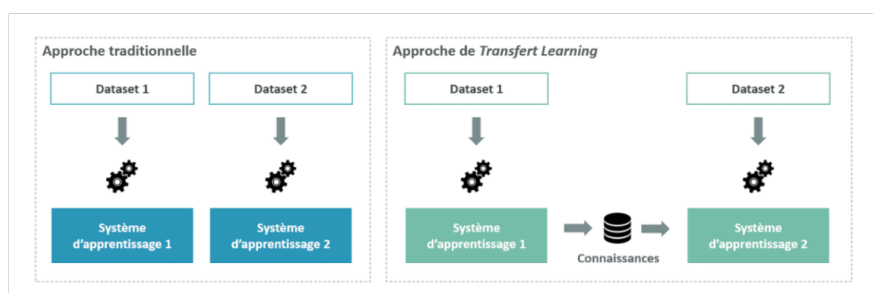 Approche traditionnelle
Dataset 1
Dataset 2
Système
d'apprentissage 1
Système
d'apprentissage 2
Approche de Transfert Learning
Dataset 1
Dataset 2
Système
d'apprentissage 1
Connaissances
Système
d'apprentissage 2